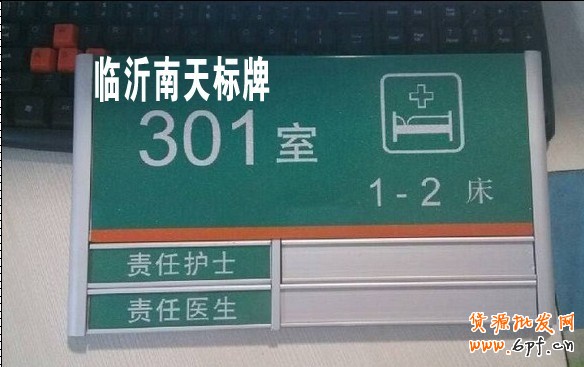 临沂南天标牌
301室
1-2 床
责任护士
责任医生
货源批发网
www.6pf.cn